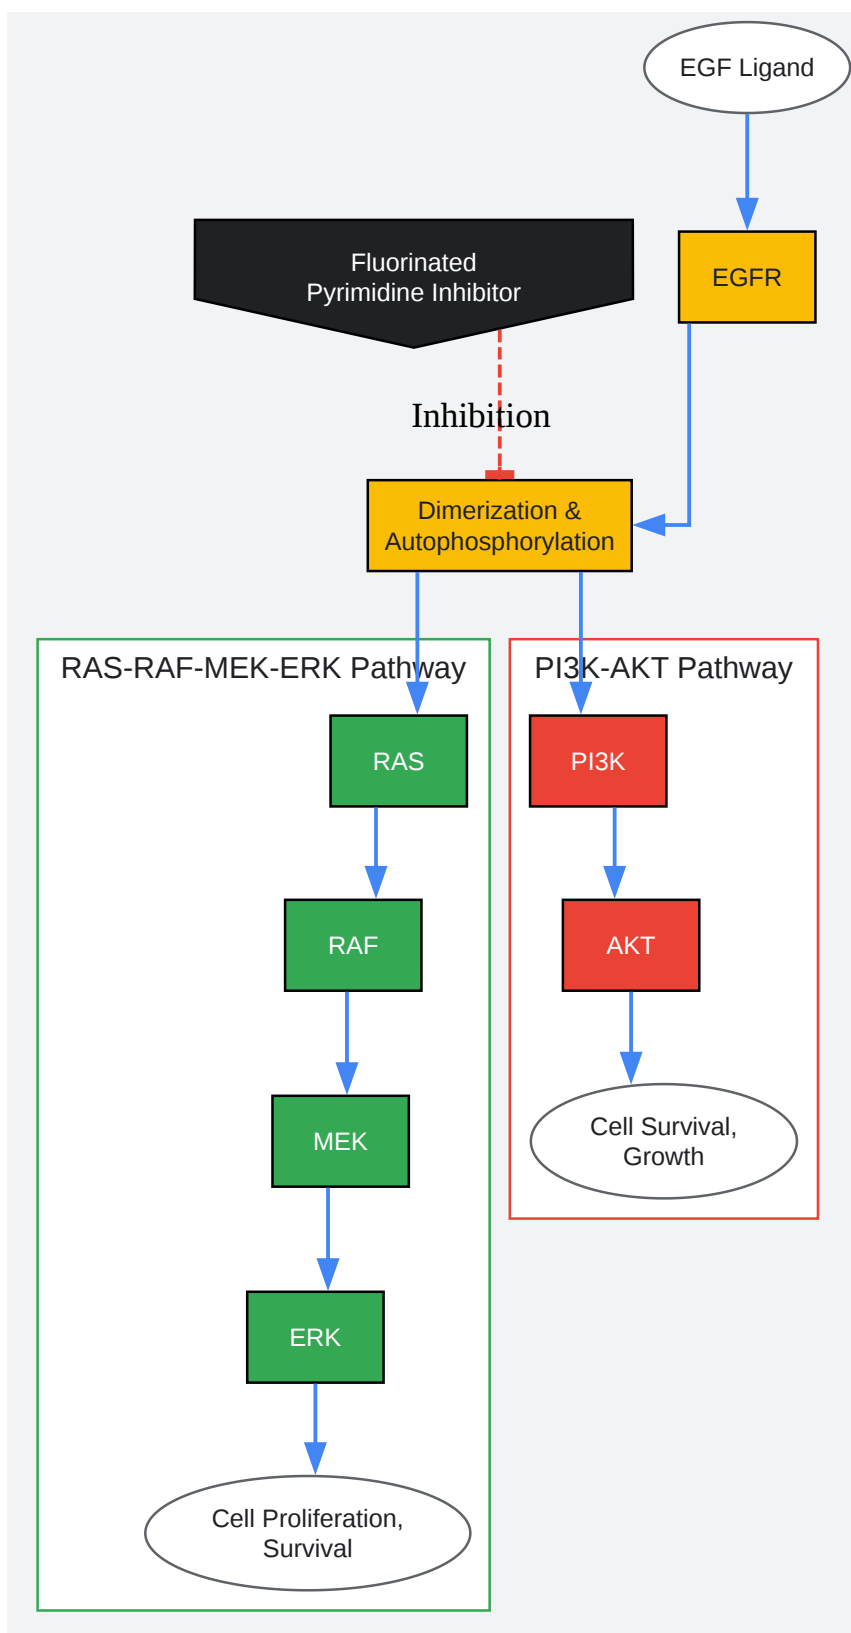 EGF Ligand
Fluorinated
Pyrimidine Inhibitor
EGFR
Inhibition
Dimerization &
Autophosphorylation
RAS-RAF-MEK-ERK Pathway
RAS
RAF
MEK
ERK
Cell Proliferation,
Survival
PI3K-AKT Pathway
PI3K
AKT
Cell Survival,
Growth